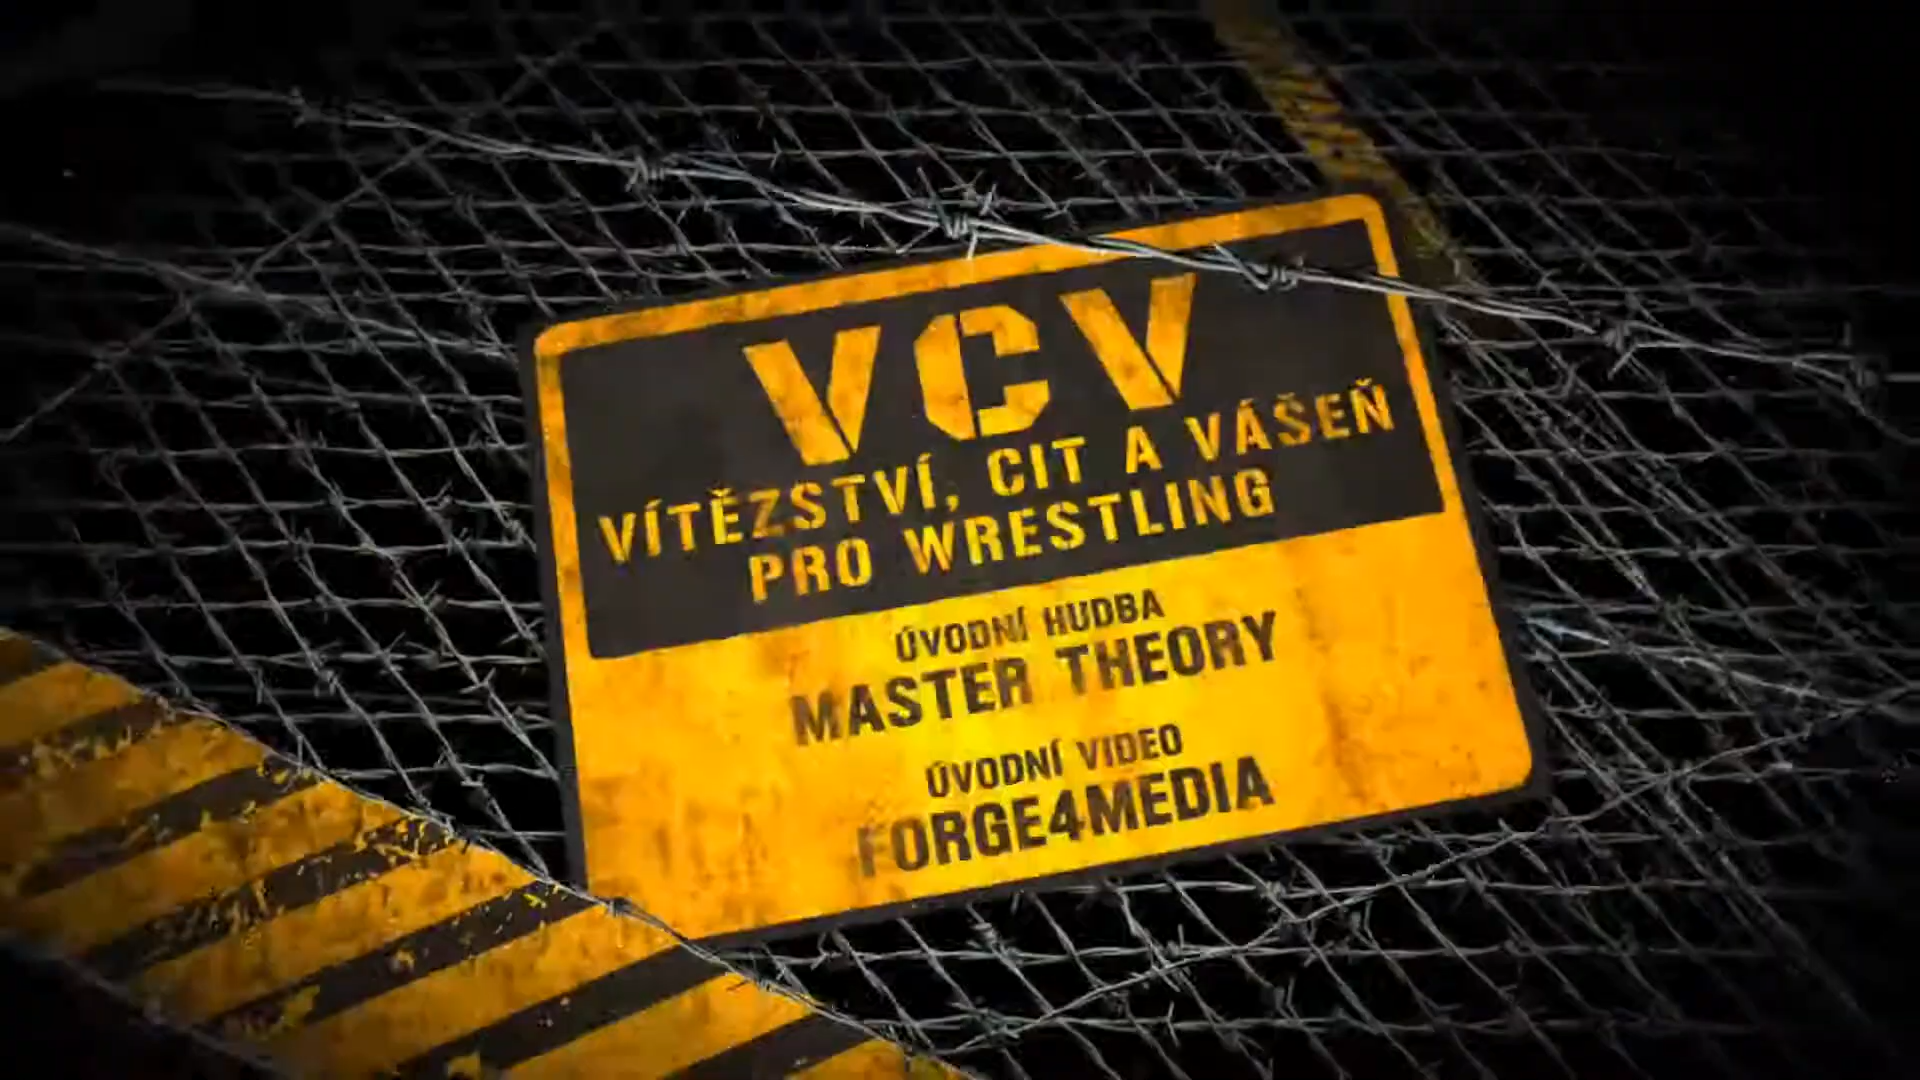 VCV
VÍTĚZSTVÍ, CIT A VÁŠEŇ
PRO WRESTLING
ÚVODNÍ HUDBA
MASTER THEORY
ÚVODNÍ VIDEO
FORGE4MEDIA